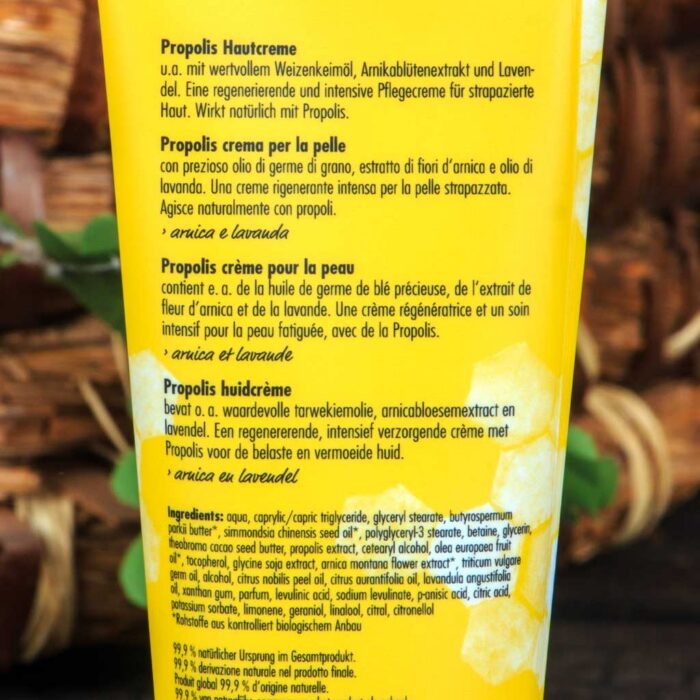 Propolis Hautcreme
u.a. mit wertvollem Weizenkeimöl, Arnikablütenextrakt und Laven-
del. Eine regenerierende und intensive Pflegecreme für strapazierte
Haut. Wirkt natürlich mit Propolis.
Propolis crema per la pelle
con prezioso olio di germe di grano, estratto di fiori d'arnica e olio di
lavanda. Una creme rigenerante intensa per la pelle strapazzata.
Agisce naturalmente con propoli.
› arnica e lavanda
Propolis crème pour la peau
contient e. a. de la huile de germe de blé précieuse, de l'extrait de
fleur d'arnica et de la lavande. Une crème régénératrice et un soin
intensif pour la peau fatiguée, avec de la Propolis.
› arnica et lavande
Propolis huidcrème
bevat o. a. waardevolle tarwekiemolie, arnicabloesemextract en
lavendel. Een regenererende, intensief verzorgende crème met
Propolis voor de belaste en vermoeide huid.
› arnica en lavendel
Ingredients: aqua, caprylic/capric triglyceride, glyceryl stearate, butyrospermum
parkii butter*, simmondsia chinensis seed oil*, polyglyceryl-3 stearate, betaine, glycerin,
theobroma cacao seed butter, propolis extract, cetearyl alcohol, olea europaea fruit
oil*, tocopherol, glycine soja extract, arnica montana flower extract*, triticum vulgare
germ oil, alcohol, citrus nobilis peel oil, citrus aurantifolia oil, lavandula angustifolia
oil, xanthan gum, parfum, levulinic acid, sodium levulinate, p-anisic acid, citric acid,
potassium sorbate, limonene, geraniol, linalool, citral, citronellol
*Rohstoffe aus kontrolliert biologischem Anbau
99,9 % natürlicher Ursprung im Gesamtprodukt.
99,9 % derivazione naturale nel prodotto finale.
Produit global 99,9 % d'origine naturelle.
99,9 % van